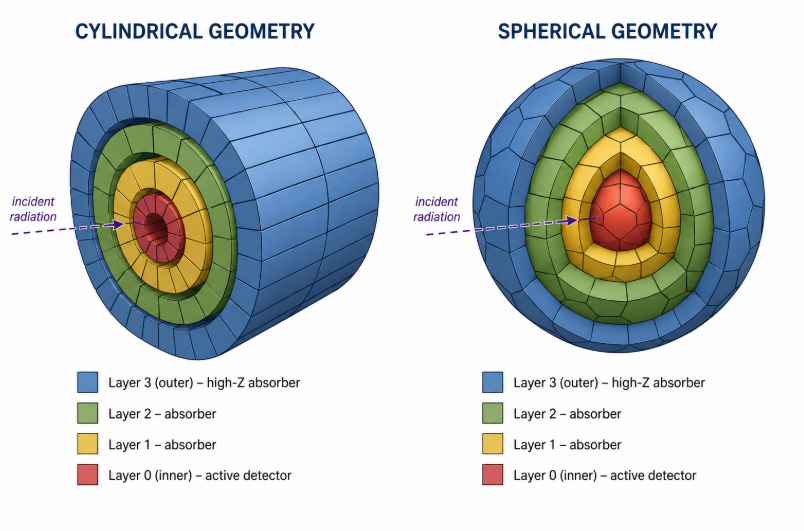 CYLINDRICAL GEOMETRY
incident
radiation
Layer 3 (outer) – high-Z absorber
Layer 2 – absorber
Layer 1 – absorber
Layer 0 (inner) – active detector
SPHERICAL GEOMETRY
incident
radiation
Layer 3 (outer) – high-Z absorber
Layer 2 – absorber
Layer 1 – absorber
Layer 0 (inner) – active detector